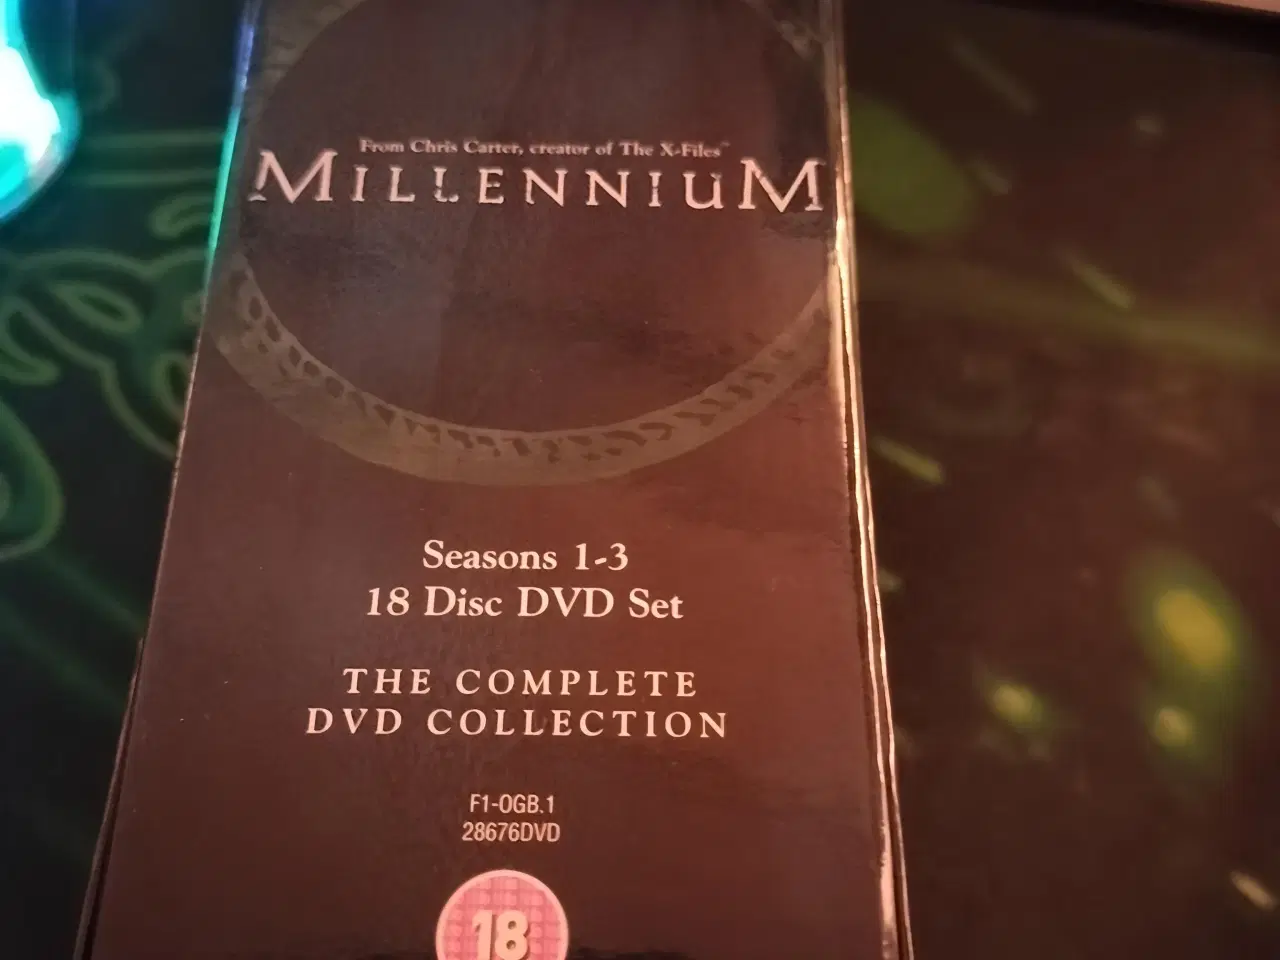 From Chris Carter, creator of The X-Files™
MILLENNIUM
Seasons 1-3
18 Disc DVD Set
THE COMPLETE
DVD COLLECTION
F1-OGB.1
28676DVD
18